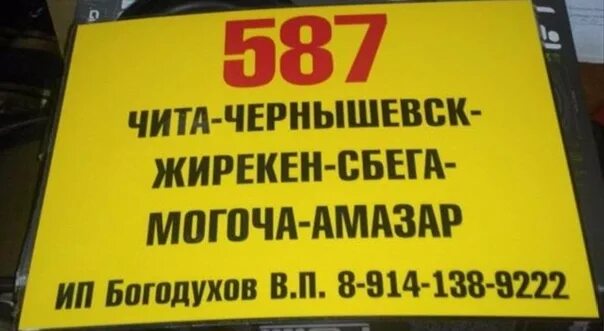 587
ЧИТА-ЧЕРНЫШЕВСК-
ЖИРЕКЕН-СБЕГА-
МОГОЧА-АМАЗАР
ИП Богодухов В.П. 8-914-138-9222